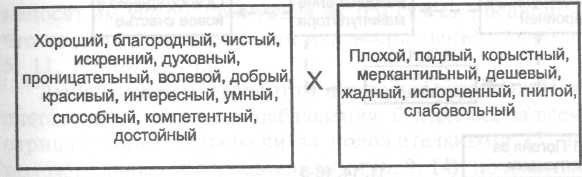 Хороший, благородный, чистый,
искренний, духовный,
проницательный, волевой, добрый,
красивый, интересный, умный,
способный, компетентный,
достойный
X
Плохой, подлый, корыстный,
меркантильный, дешевый,
жадный, испорченный, гнилой,
слабовольный